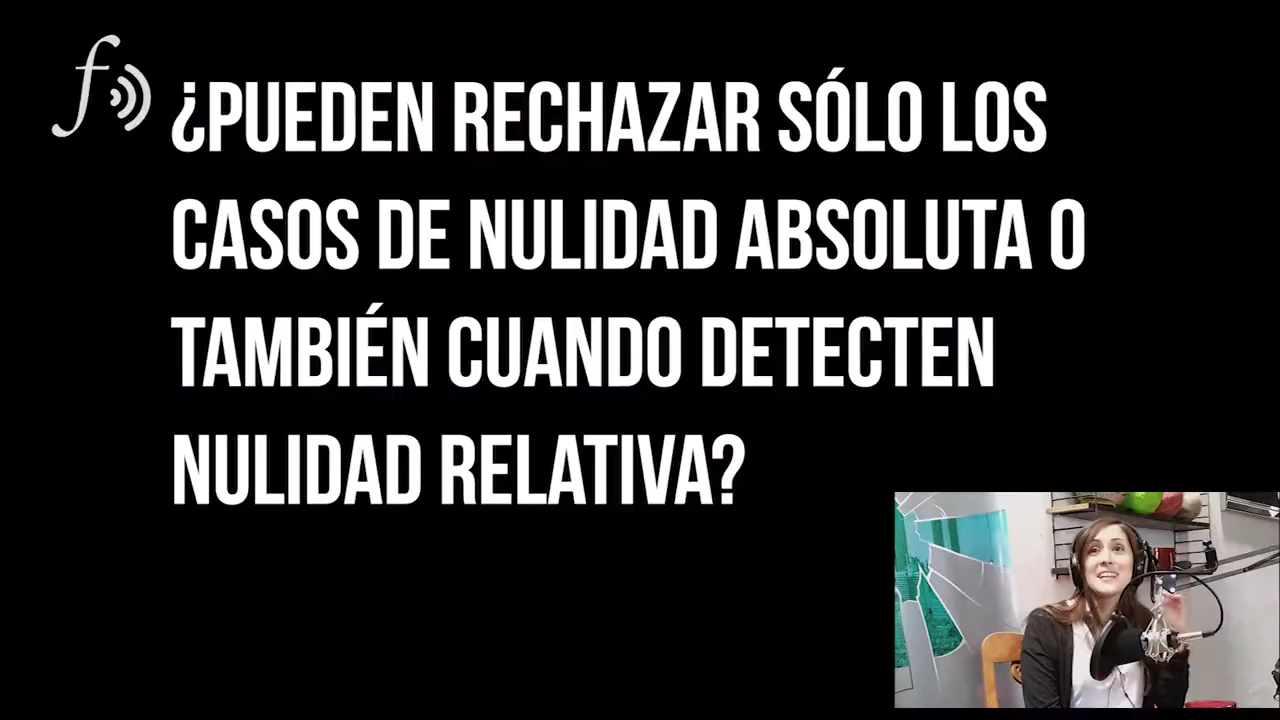 ¿PUEDEN RECHAZAR SÓLO LOS
CASOS DE NULIDAD ABSOLUTA O
TAMBIÉN CUANDO DETECTEN
NULIDAD RELATIVA?